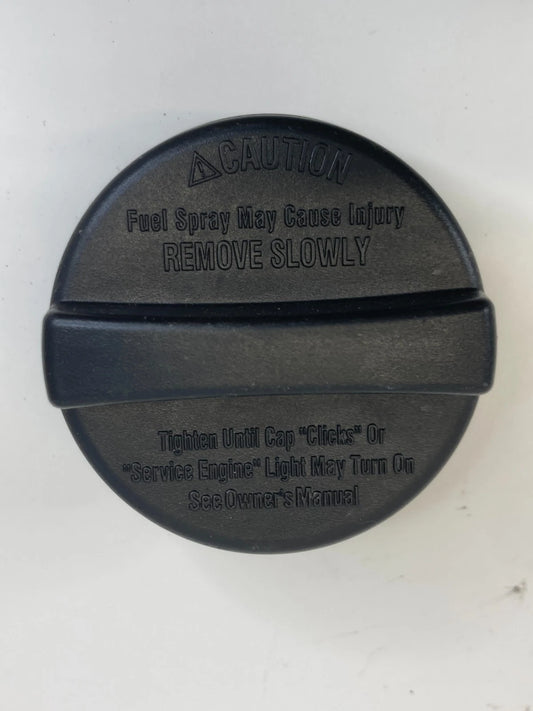 ⚠CAUTION
Fuel Spray May Cause Injury
REMOVE SLOWLY
Tighten Until Cap "Clicks" Or
"Service Engine" Light May Turn On
See Owner's Manual